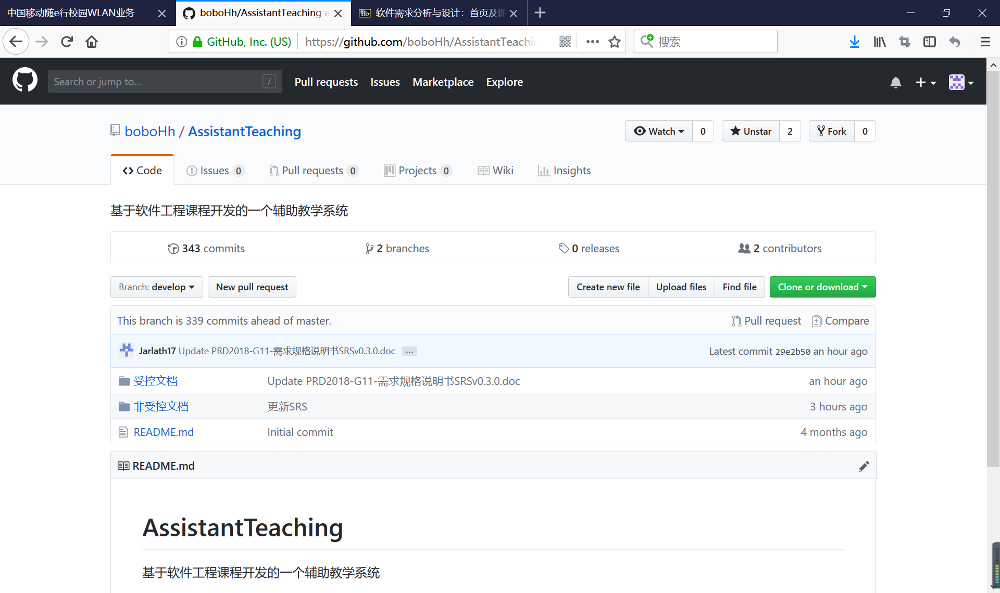 中国移动随e行校园WLAN业务
boboHh/AssistantTeaching a
Bb 软件需求分析与设计：首页及课
GitHub, Inc. (US) https://github.com/boboHh/AssistantTeachin
搜索
Search or jump to... /
Pull requests Issues Marketplace Explore
boboHh / AssistantTeaching
Watch 0 Unstar 2 Fork 0
Code Issues 0 Pull requests 0 Projects 0 Wiki Insights
基于软件工程课程开发的一个辅助教学系统
343 commits 2 branches 0 releases 2 contributors
Branch: develop New pull request Create new file Upload files Find file Clone or download
This branch is 339 commits ahead of master. Pull request Compare
Jarlath17 Update PRD2018-G11-需求规格说明书SRSv0.3.0.doc ... Latest commit 29e2b50 an hour ago
受控文档 Update PRD2018-G11-需求规格说明书SRSv0.3.0.doc an hour ago
非受控文档 更新SRS 3 hours ago
README.md Initial commit 4 months ago
README.md
AssistantTeaching
基于软件工程课程开发的一个辅助教学系统